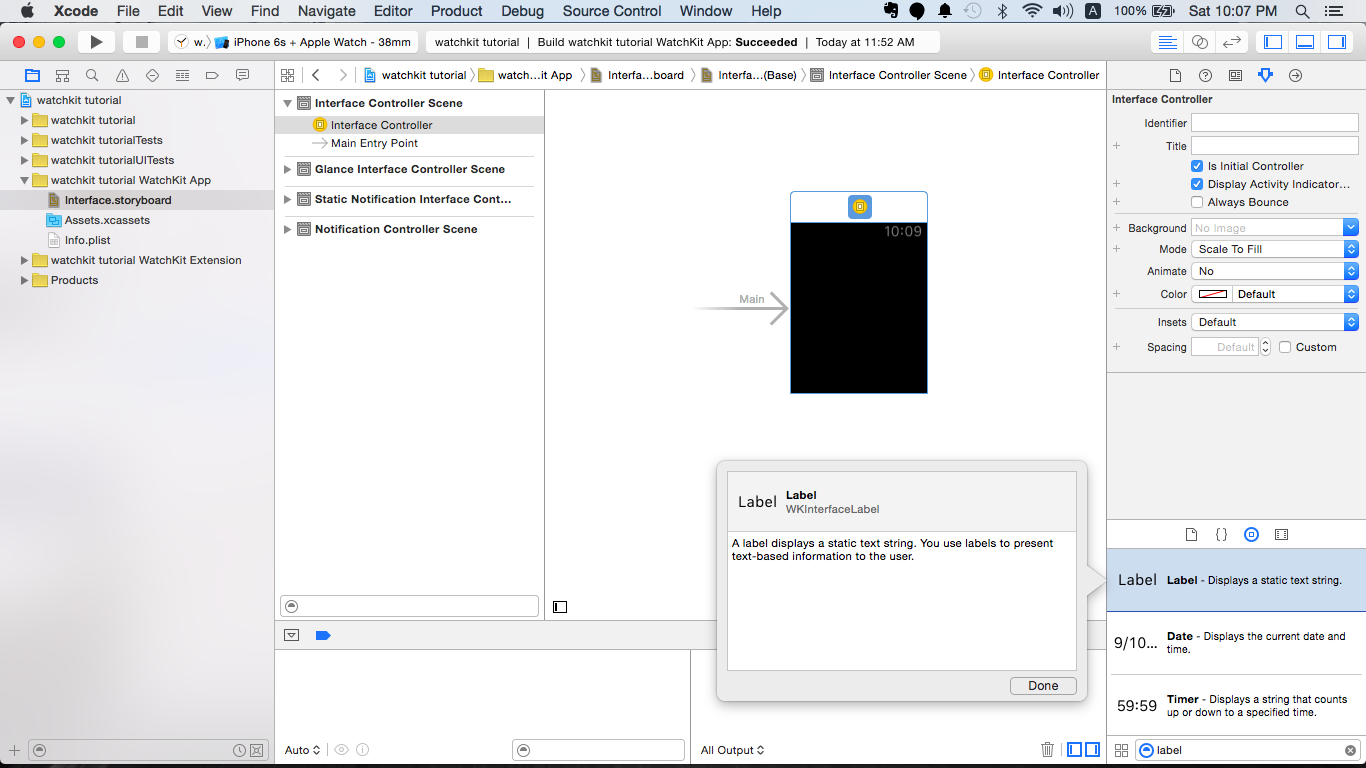 Xcode File Edit View Find Navigate Editor Product Debug Source Control Window Help A 100% Sat 10:07 PM
w. iPhone 6s + Apple Watch - 38mm
watchkit tutorial | Build watchkit tutorial WatchKit App: Succeeded | Today at 11:52 AM
watchkit tutorial
watchkit tutorial
watchkit tutorialTests
watchkit tutorialUITests
watchkit tutorial WatchKit App
Interface.storyboard
Assets.xcassets
Info.plist
watchkit tutorial WatchKit Extension
Products
watchkit tutorial watch...it App Interfa...board Interfa...(Base) Interface Controller Scene Interface Controller
Interface Controller Scene
Interface Controller
Main Entry Point
Glance Interface Controller Scene
Static Notification Interface Cont...
Notification Controller Scene
10:09
Main
Label Label
WKInterfaceLabel
A label displays a static text string. You use labels to present
text-based information to the user.
Done
Auto
All Output
Interface Controller
Identifier
Title
Is Initial Controller
Display Activity Indicator...
Always Bounce
Background No Image
Mode Scale To Fill
Animate No
Color Default
Insets Default
Spacing Default Custom
Label Label - Displays a static text string.
9/10... Date - Displays the current date and
time.
59:59 Timer - Displays a string that counts
up or down to a specified time.
label